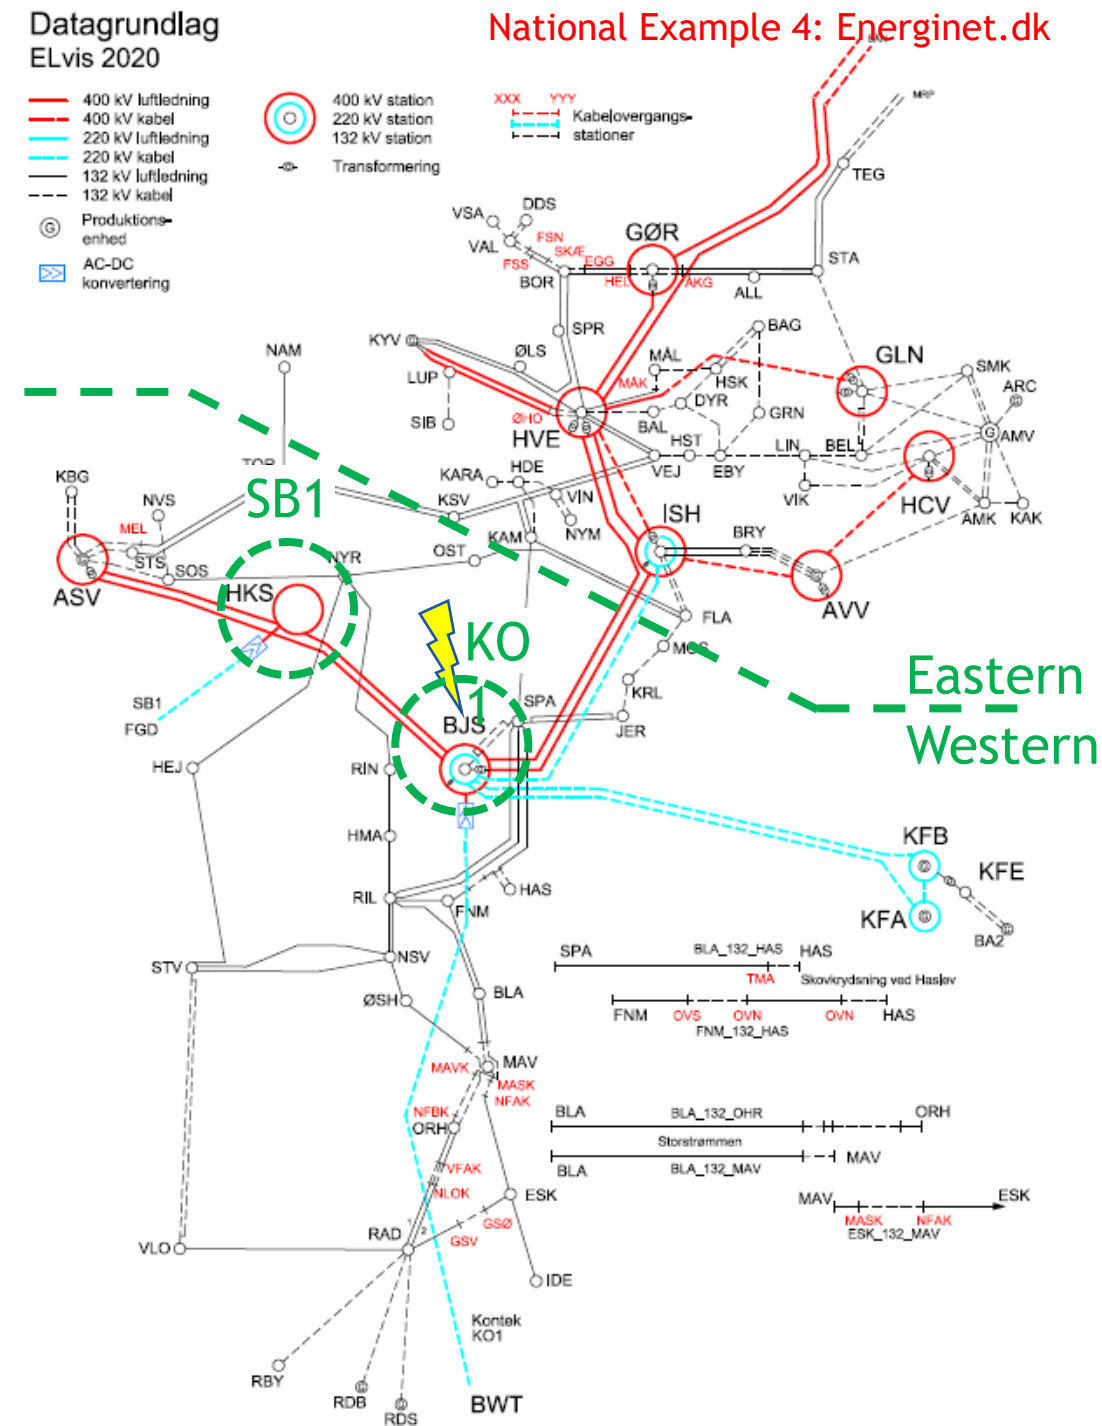 Datagrundlag
ELvis 2020
National Example 4: Energinet.dk
400 kV luftledning
400 kV kabel
220 kV luftledning
220 kV kabel
132 kV luftledning
132 kV kabel
G
Produktions-
enhed
AC-DC
konvertering
400 kV station
220 kV station
132 kV station
Transformering
XXX YYY
Kabelovergangs-
stationer
MRP
TEG
VSA
DDS
VAL
FSN
SKÆ
FSS
EGG
GØR
BOR
HEL
AKG
ALL
STA
SPR
KYV
ØLS
LUP
SIB
ØHO
HVE
MÅL
MÅK
HSK
BAG
DYR
BAL
GRN
GLN
SMK
ARC
G
AMV
NAM
HST
VEJ
EBY
LIN
BEL
VIK
HCV
AMK
KAK
KBG
NVS
MEL
SB1
KARA
HDE
KSV
VIN
NYM
KAM
OST
ISH
BRY
AVV
STS
SOS
NYR
ASV
HKS
FLA
MOS
KRL
KO
1
SPA
JER
BJS
Eastern
Western
SB1
FGD
HEJ
RIN
HMA
RIL
HAS
FNM
KFB
G
KFE
KFA
G
BA2
STV
NSV
ØSH
BLA
SPA
BLA_132_HAS
HAS
TMA
Skovkrydsning ved Haslev
FNM
OVS
OVN
OVN
HAS
FNM_132_HAS
MAV
MAVK
MASK
NFAK
NFBK
ORH
BLA
BLA_132_OHR
ORH
Storstrømmen
BLA
BLA_132_MAV
MAV
VFAK
NLOK
ESK
MAV
ESK
MASK
NFAK
ESK_132_MAV
GSØ
GSV
RAD
2
VLO
IDE
Kontek
KO1
RBY
RDB
RDS
BWT